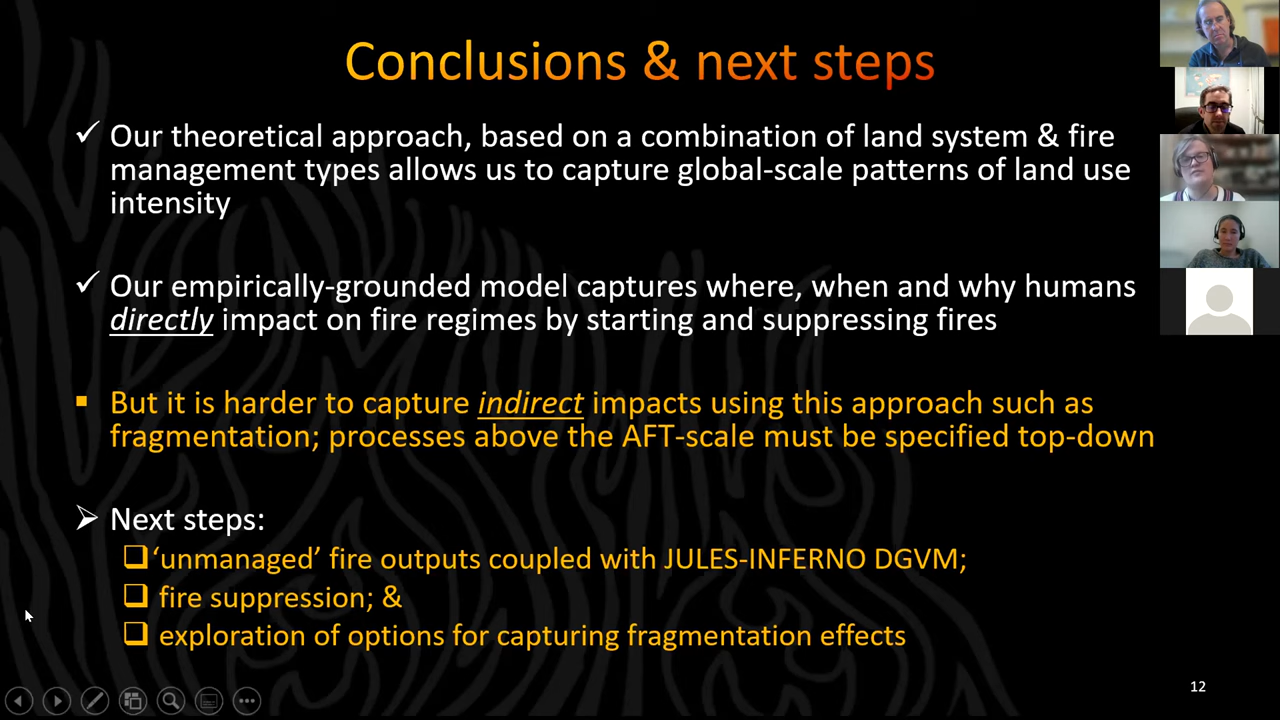 Conclusions & next steps
✓ Our theoretical approach, based on a combination of land system & fire
management types allows us to capture global-scale patterns of land use
intensity
✓ Our empirically-grounded model captures where, when and why humans
directly impact on fire regimes by starting and suppressing fires
▪ But it is harder to capture indirect impacts using this approach such as
fragmentation; processes above the AFT-scale must be specified top-down
➢ Next steps:
❑ ‘unmanaged’ fire outputs coupled with JULES-INFERNO DGVM;
❑ fire suppression; &
❑ exploration of options for capturing fragmentation effects
12